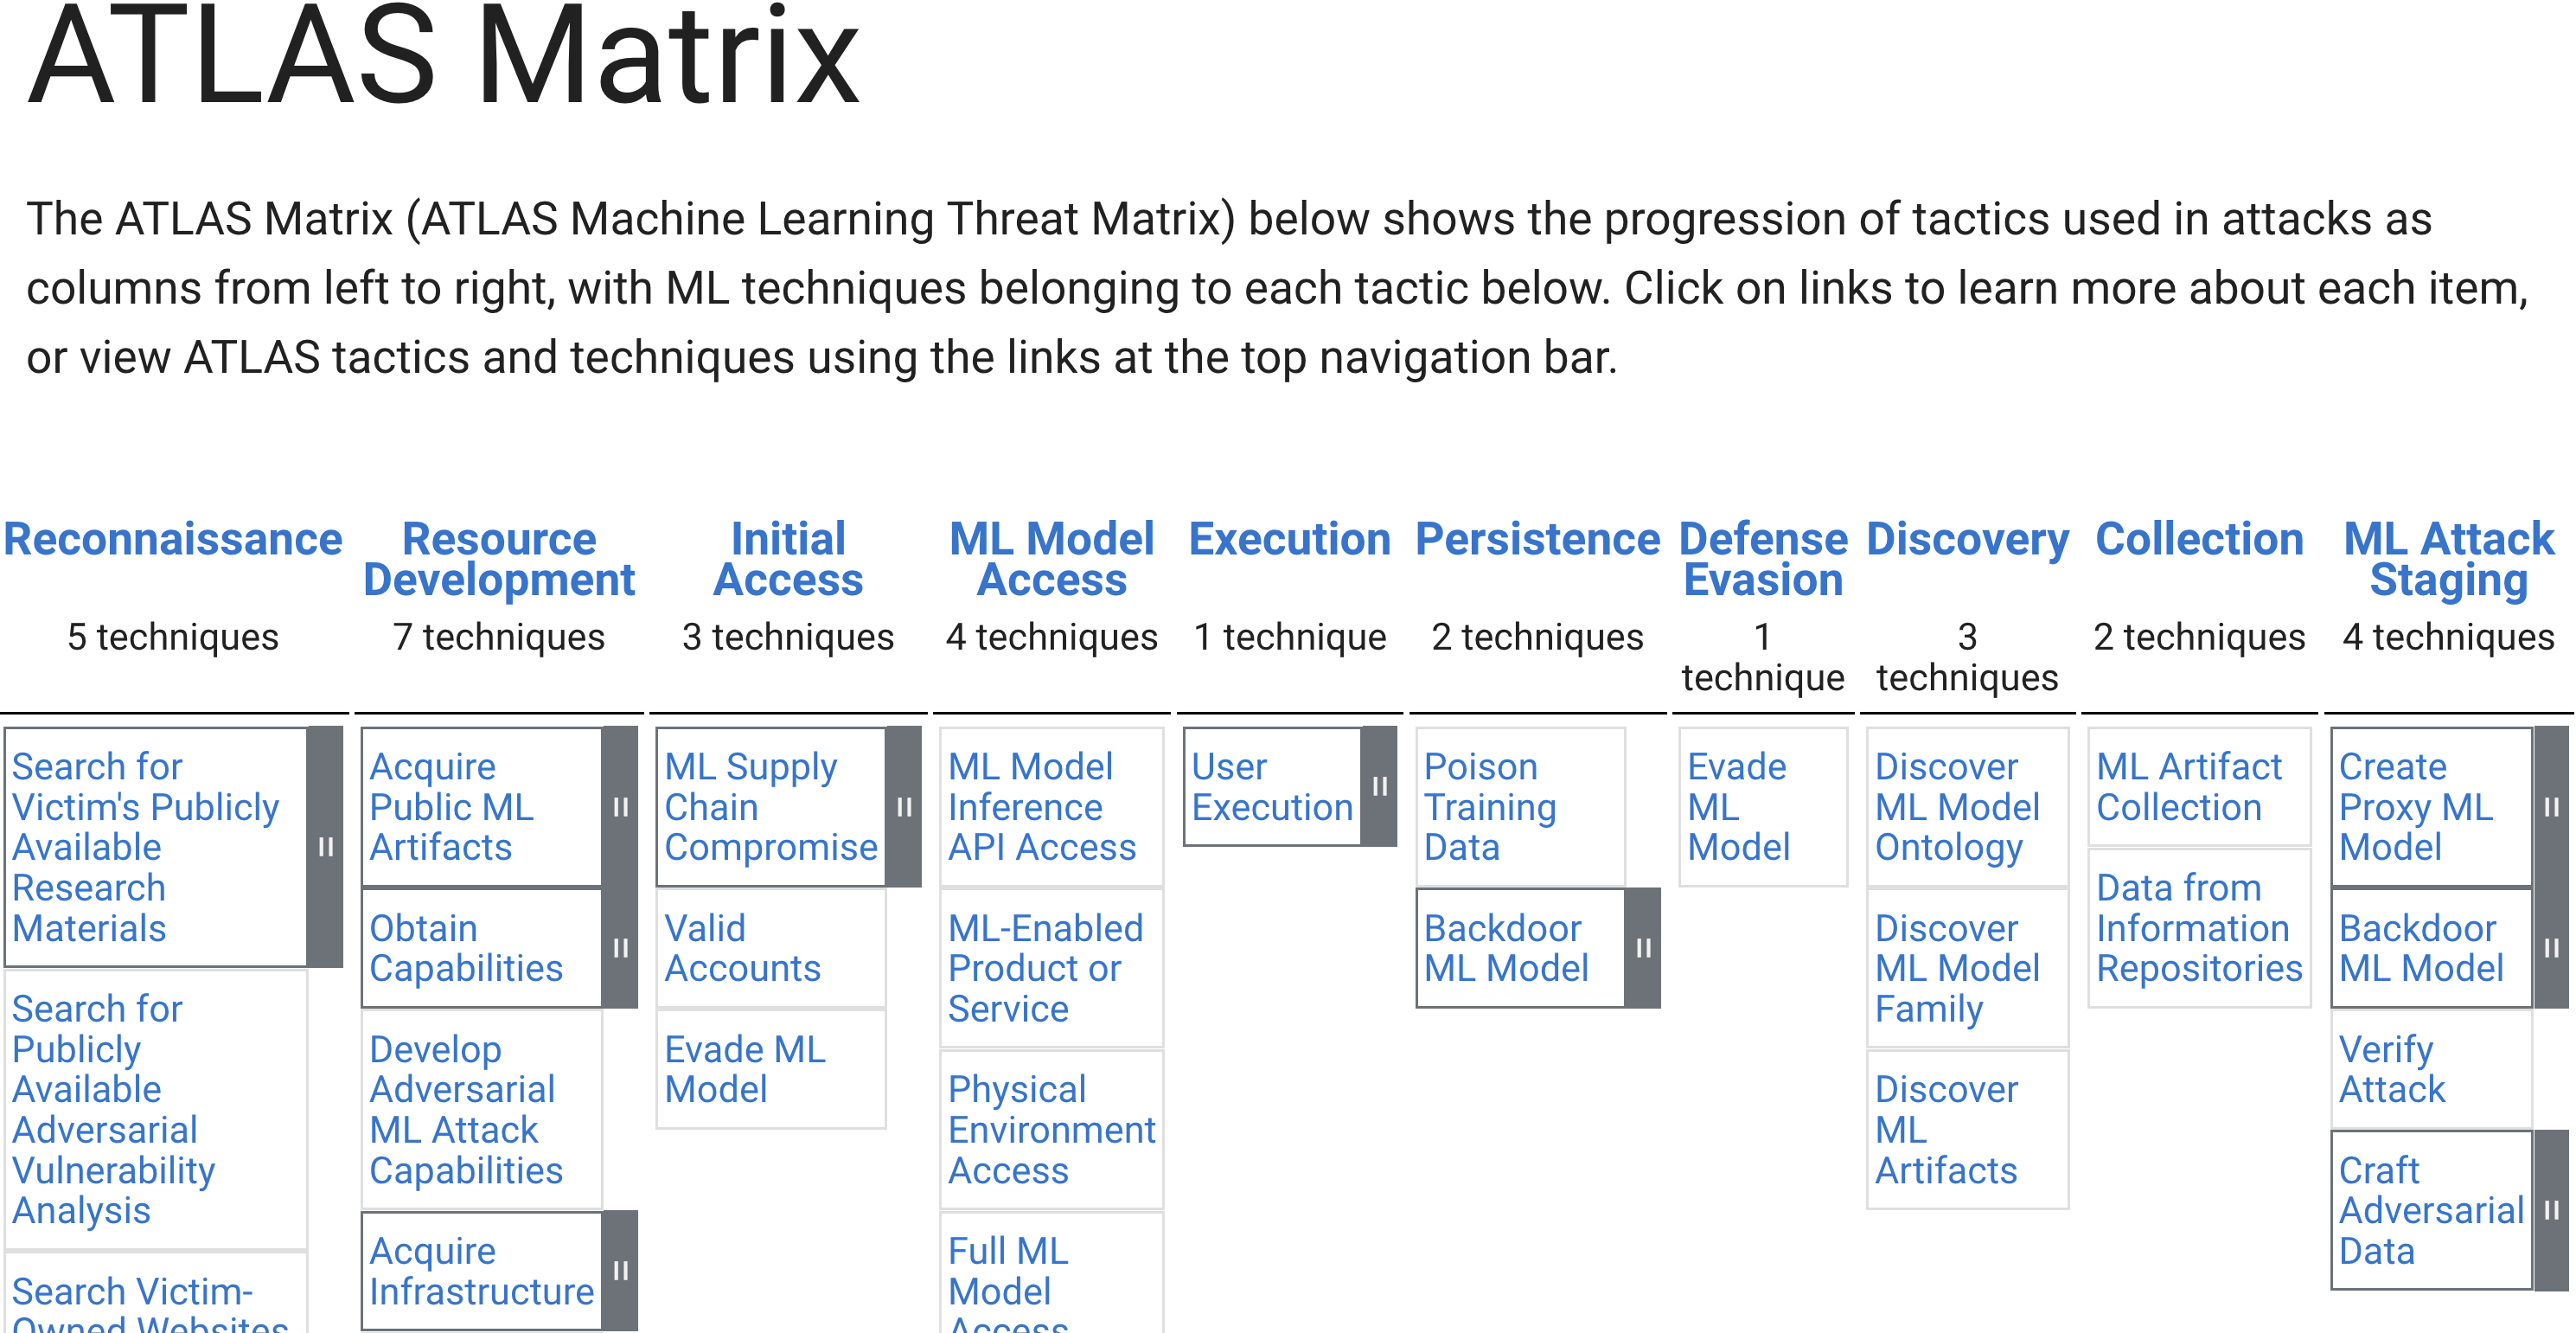 ATLAS Matrix
The ATLAS Matrix (ATLAS Machine Learning Threat Matrix) below shows the progression of tactics used in attacks as
columns from left to right, with ML techniques belonging to each tactic below. Click on links to learn more about each item,
or view ATLAS tactics and techniques using the links at the top navigation bar.
Reconnaissance
5 techniques
Search for
Victim's Publicly
Available
Research
Materials
Search for
Publicly
Available
Adversarial
Vulnerability
Analysis
Search Victim-
Owned Websites
Resource
Development
7 techniques
Acquire
Public ML
Artifacts
Obtain
Capabilities
Develop
Adversarial
ML Attack
Capabilities
Acquire
Infrastructure
Initial
Access
3 techniques
ML Supply
Chain
Compromise
Valid
Accounts
Evade ML
Model
ML Model
Access
4 techniques
ML Model
Inference
API Access
ML-Enabled
Product or
Service
Physical
Environment
Access
Full ML
Model
Access
Execution
1 technique
User
Execution
Persistence
2 techniques
Poison
Training
Data
Backdoor
ML Model
Defense
Evasion
1
technique
Evade
ML
Model
Discovery
3
techniques
Discover
ML Model
Ontology
Discover
ML Model
Family
Discover
ML
Artifacts
Collection
2 techniques
ML Artifact
Collection
Data from
Information
Repositories
ML Attack
Staging
4 techniques
Create
Proxy ML
Model
Backdoor
ML Model
Verify
Attack
Craft
Adversarial
Data